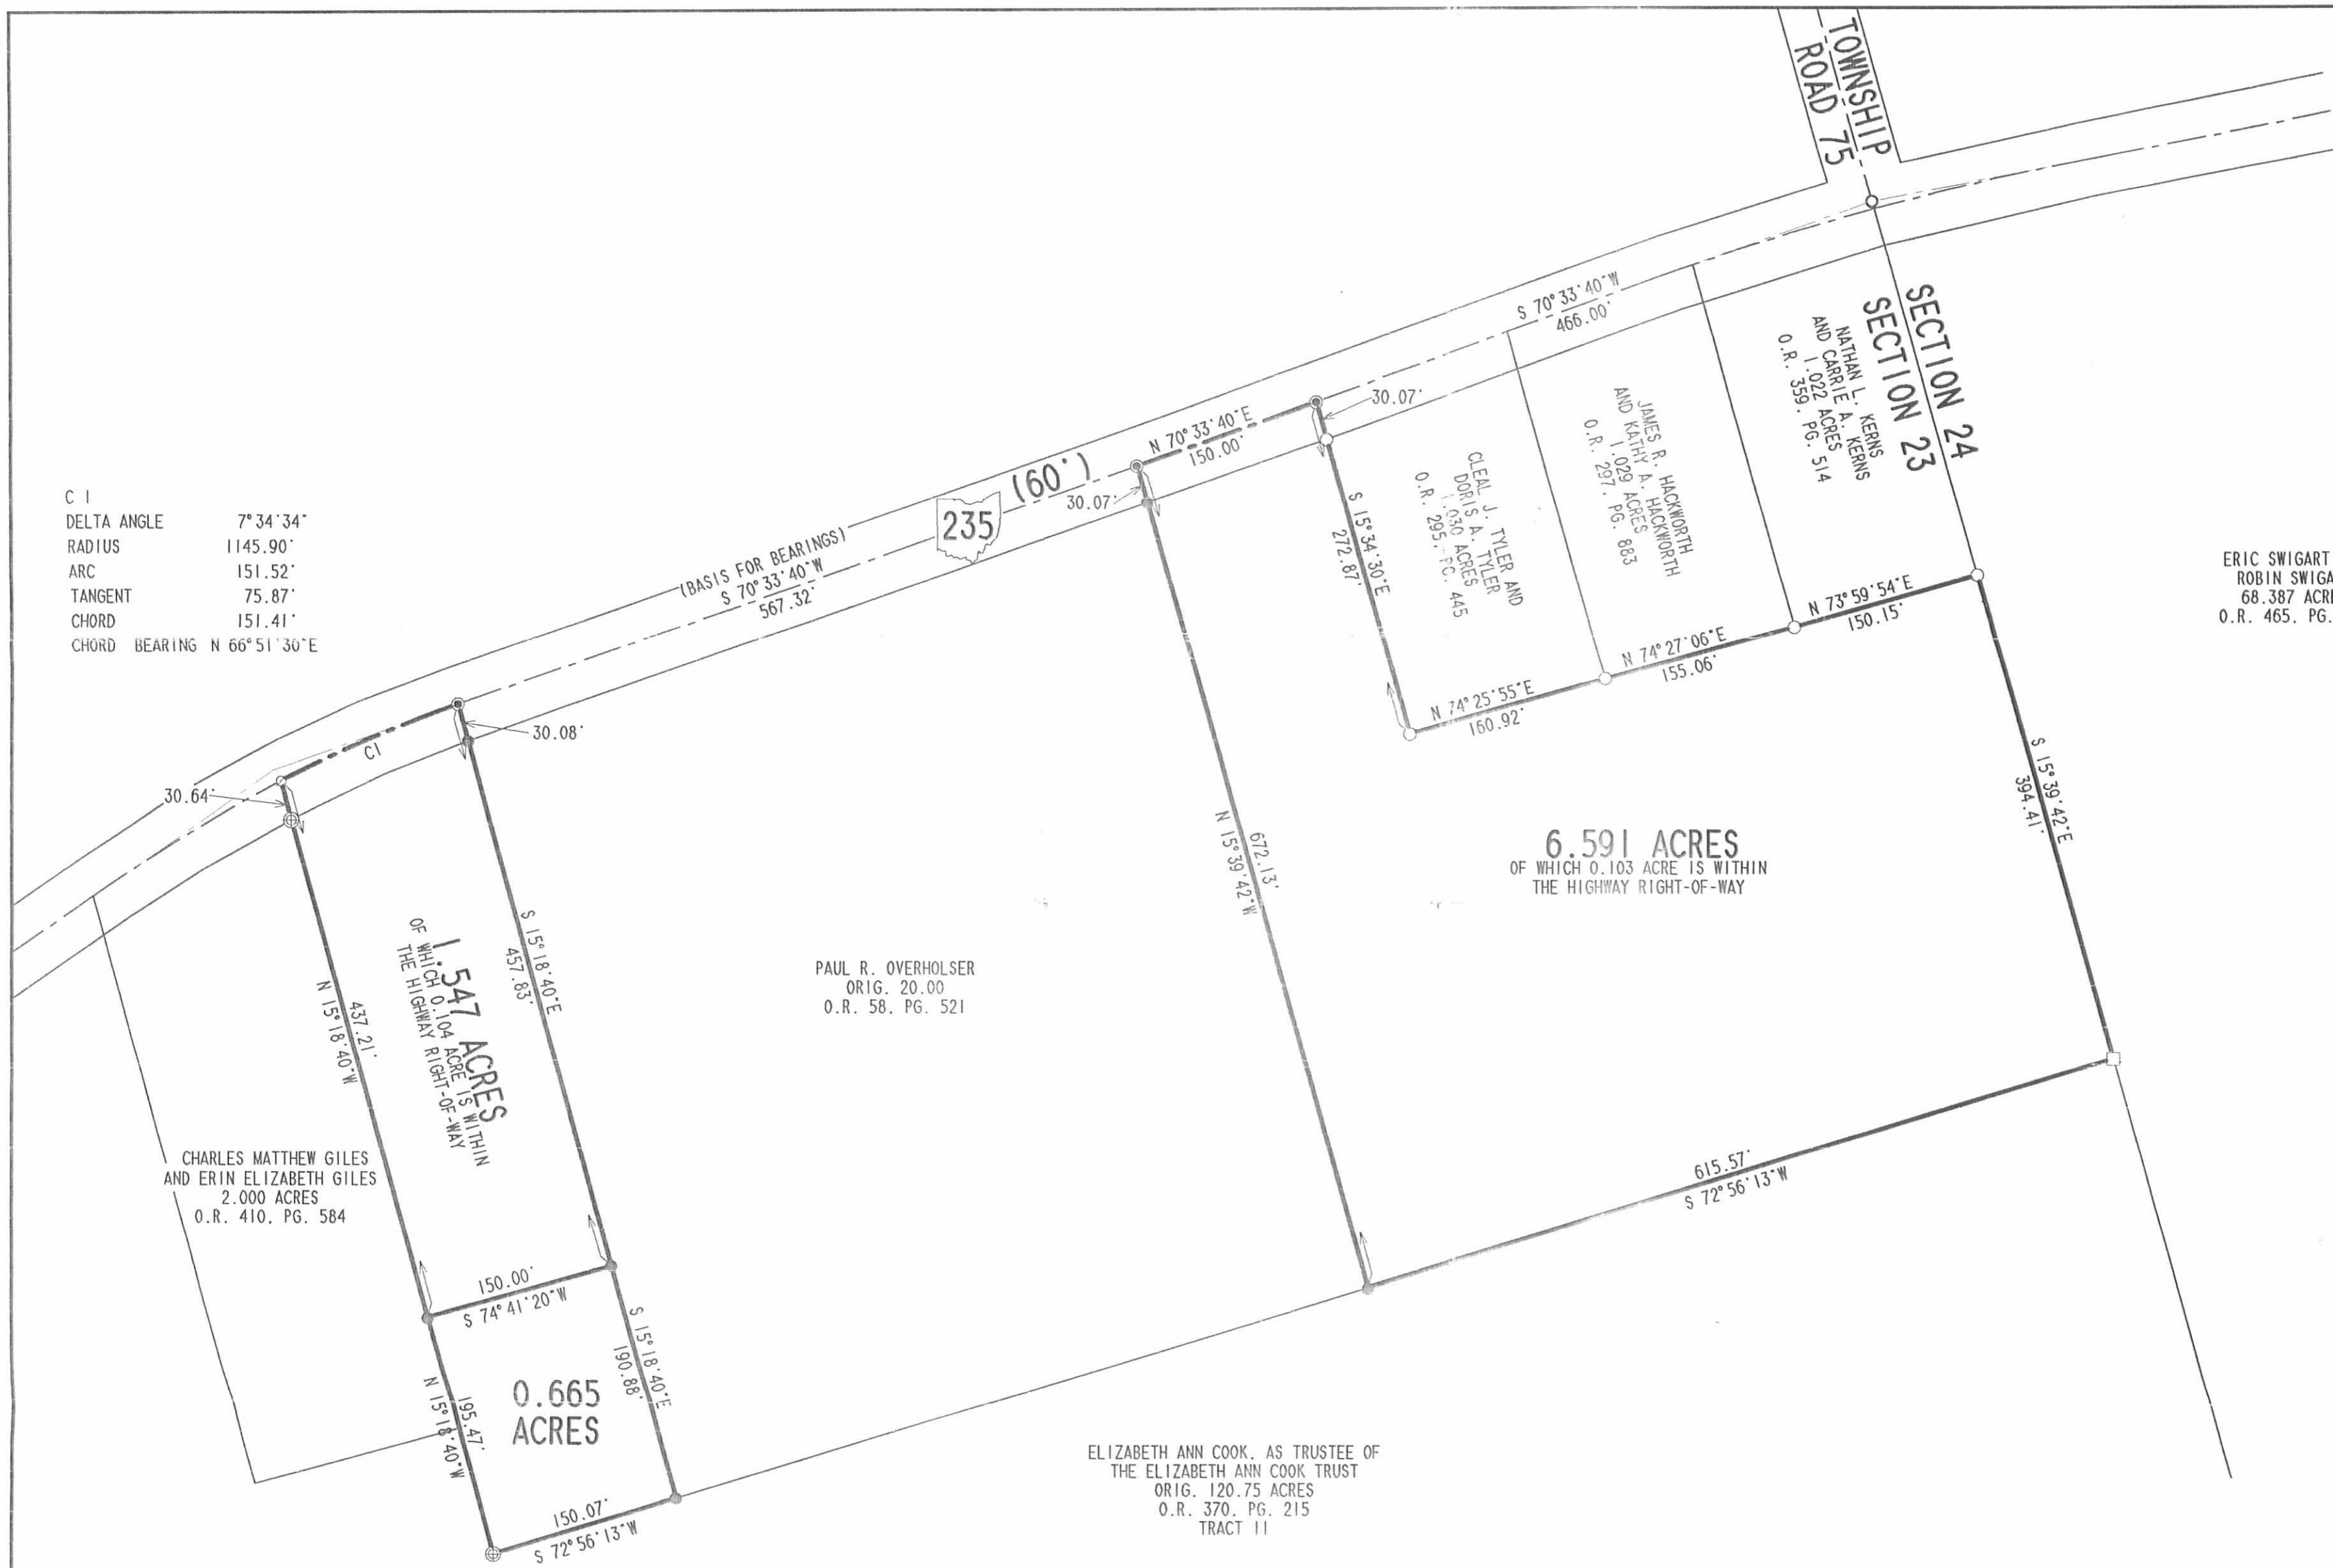 TOWNSHIP
ROAD 75
S 70°33'40"W
466.00'
SECTION 24
SECTION 23
NATHAN L. KERNS
AND CARRIE A. KERNS
1.022 ACRES
O.R. 359. PG. 514
JAMES R. HACKWORTH
AND KATHY A. HACKWORTH
1.029 ACRES
O.R. 297. PG. 883
CLEAL J. TYLER AND
DORIS A. TYLER
1.030 ACRES
O.R. 295. PG. 445
30.07'
N 70°33'40"E
150.00'
(60')
30.07'
235
(BASIS FOR BEARINGS)
S 70°33'40"W
567.32'
C 1
DELTA ANGLE 7°34'34"
RADIUS 1145.90'
ARC 151.52'
TANGENT 75.87'
CHORD 151.41'
CHORD BEARING N 66°51'30"E
S 15°34'30"E
272.87'
ERIC SWIGART
ROBIN SWIGA
68.387 ACRE
O.R. 465. PG.
N 73°59'54"E
150.15'
N 74°27'06"E
155.06'
N 74°25'55"E
160.92'
30.08'
C1
30.64'
S 15°39'42"E
394.41'
672.13'
N 15°39'42"W
6.591 ACRES
OF WHICH 0.103 ACRE IS WITHIN
THE HIGHWAY RIGHT-OF-WAY
S 15°18'40"E
457.83'
1.547 ACRES
OF WHICH 0.104 ACRE IS WITHIN
THE HIGHWAY RIGHT-OF-WAY
437.21'
N 15°18'40"W
PAUL R. OVERHOLSER
ORIG. 20.00
O.R. 58. PG. 521
CHARLES MATTHEW GILES
AND ERIN ELIZABETH GILES
2.000 ACRES
O.R. 410. PG. 584
615.57'
S 72°56'13"W
150.00'
S 74°41'20"W
S 15°18'40"E
190.88'
195.47'
N 15°18'40"W
0.665
ACRES
150.07'
S 72°56'13"W
ELIZABETH ANN COOK. AS TRUSTEE OF
THE ELIZABETH ANN COOK TRUST
ORIG. 120.75 ACRES
O.R. 370. PG. 215
TRACT II